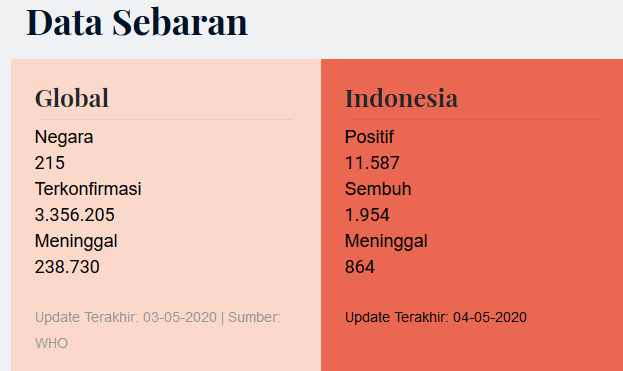 Data Sebaran
Global
Negara
215
Terkonfirmasi
3.356.205
Meninggal
238.730
Update Terakhir: 03-05-2020 | Sumber:
WHO
Indonesia
Positif
11.587
Sembuh
1.954
Meninggal
864
Update Terakhir: 04-05-2020